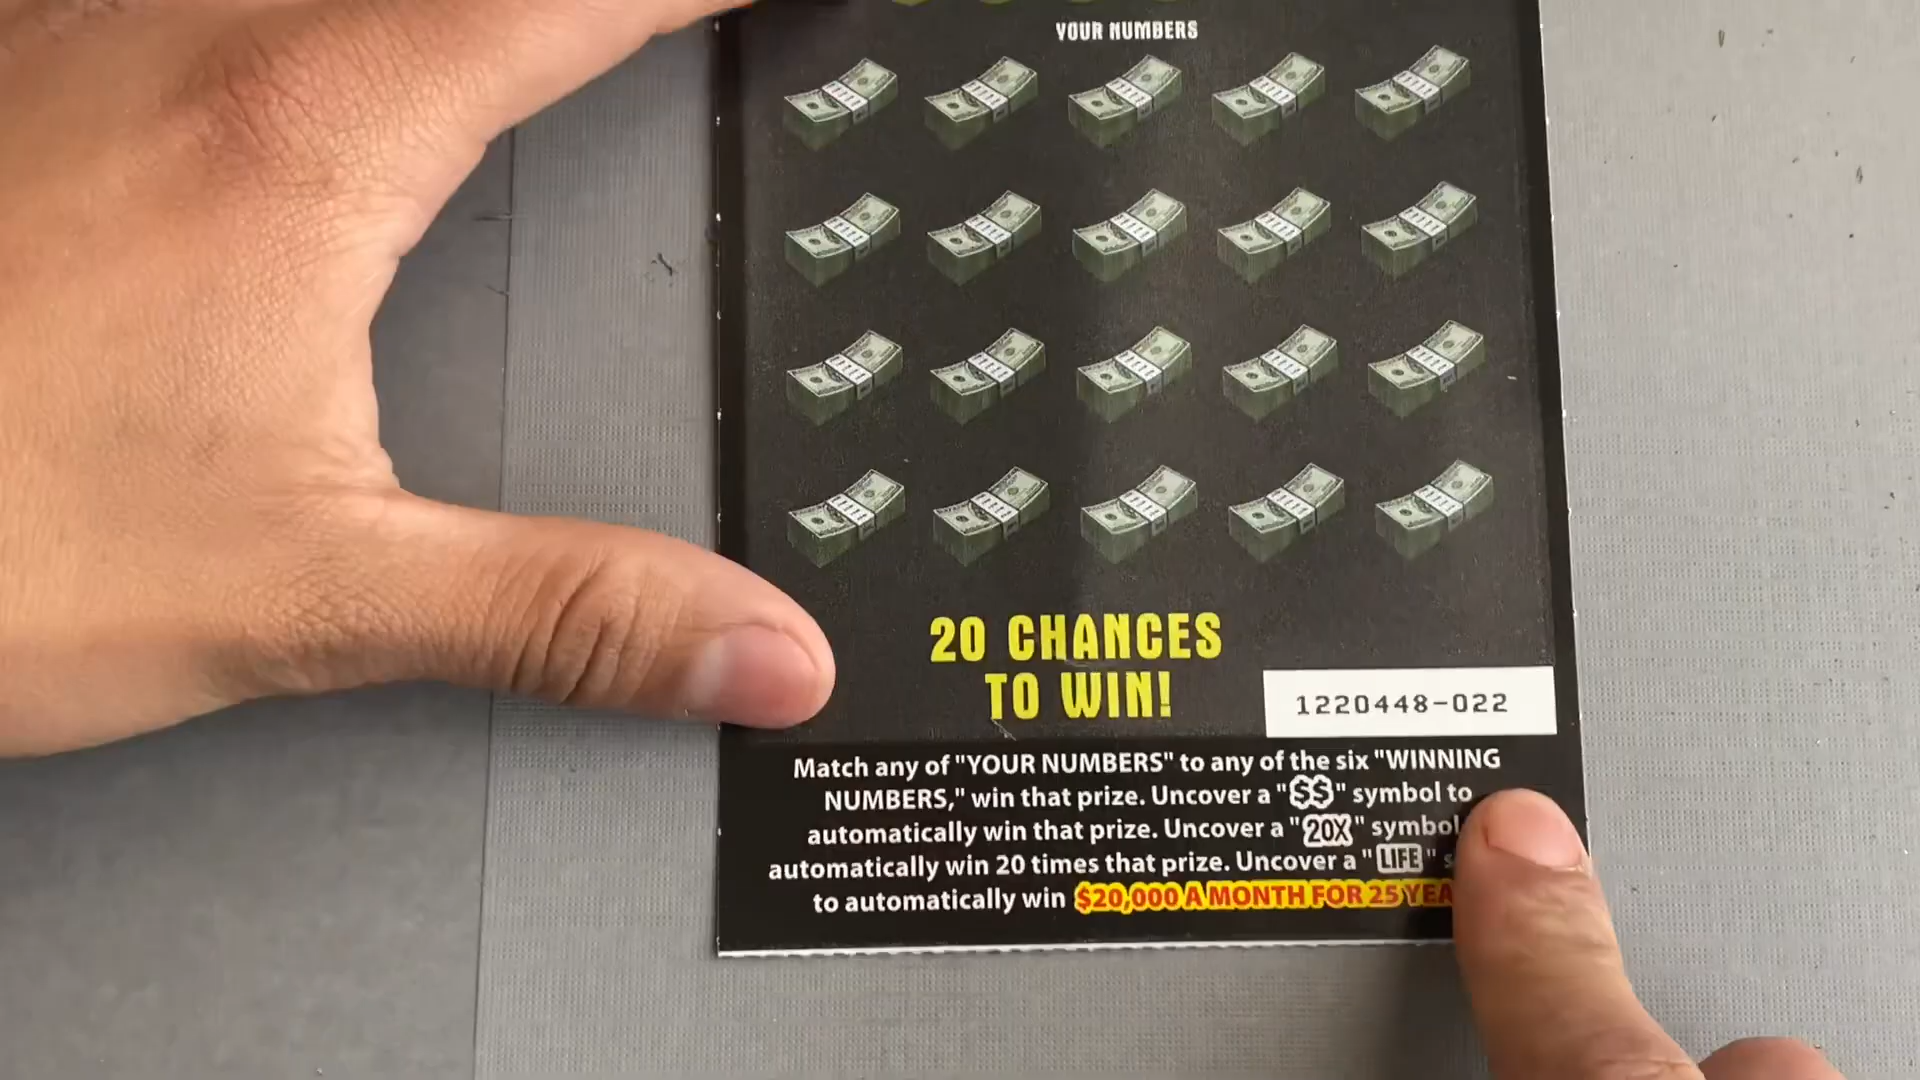 YOUR NUMBERS
20 CHANCES
TO WIN!
1220448-022
Match any of "YOUR NUMBERS" to any of the six "WINNING
NUMBERS," win that prize. Uncover a "$$" symbol to
automatically win that prize. Uncover a "20X" symbol
automatically win 20 times that prize. Uncover a "LIFE"
to automatically win $20,000 A MONTH FOR 25